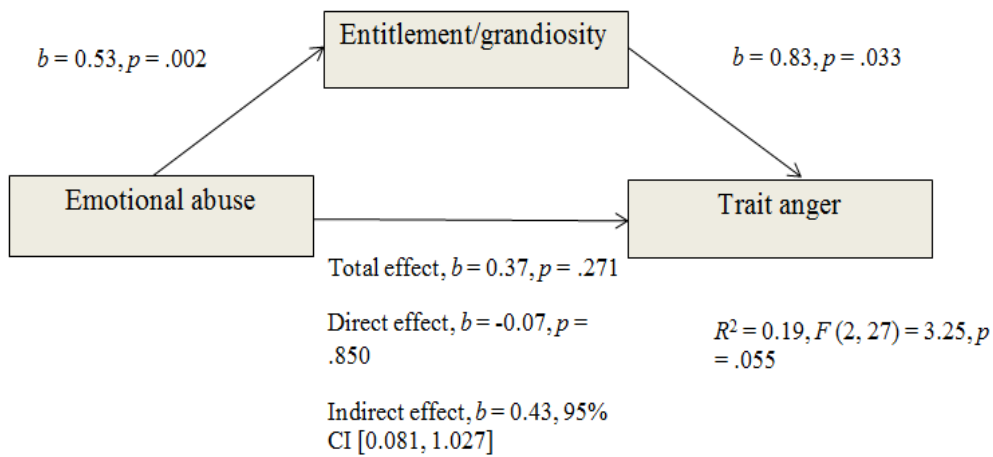 Entitlement/grandiosity
b = 0.53, p = .002
b = 0.83, p = .033
Emotional abuse
Trait anger
Total effect, b = 0.37, p = .271
Direct effect, b = -0.07, p =
.850
Indirect effect, b = 0.43, 95%
CI [0.081, 1.027]
R² = 0.19, F (2, 27) = 3.25, p
= .055